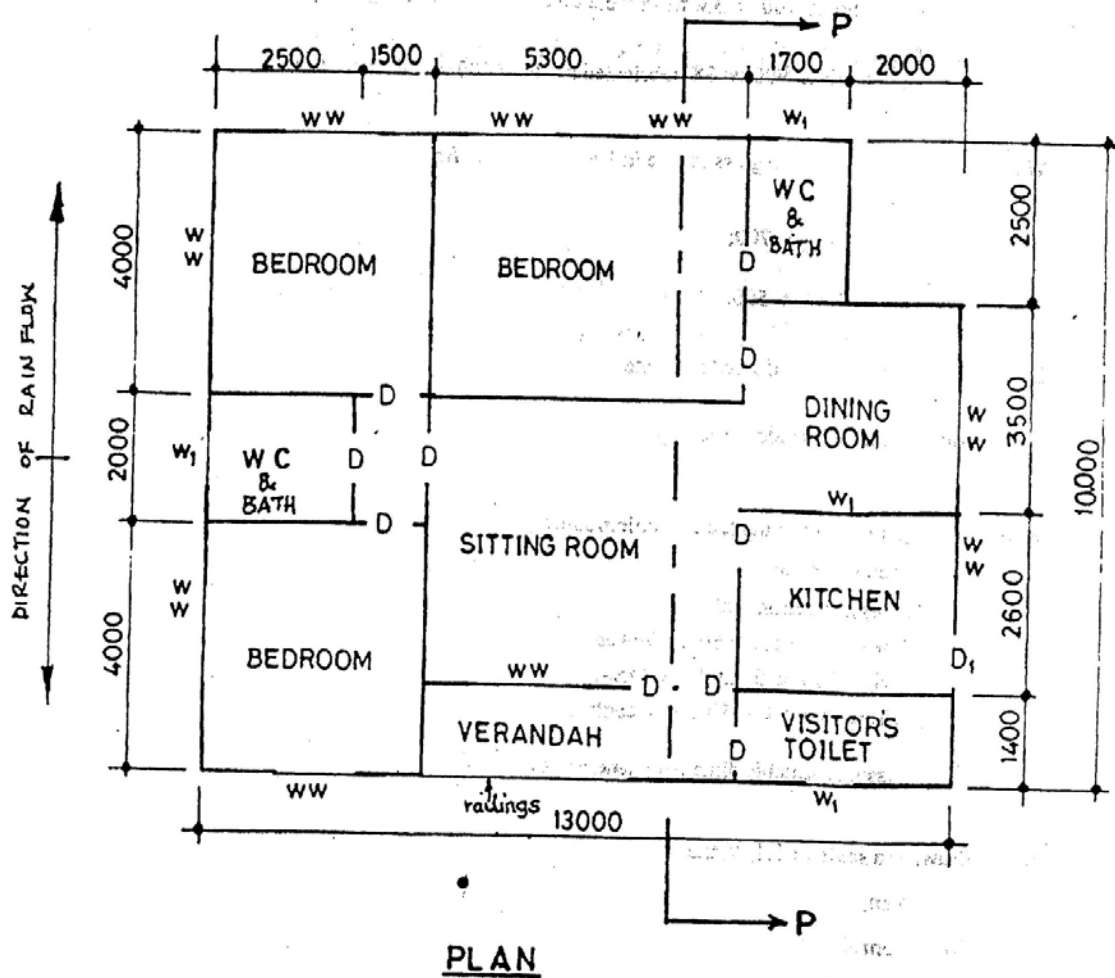 P
2500
1500
5300
1700
2000
WW
WW
WW
W1
WC
&
BATH
2500
4000
W
W
BEDROOM
BEDROOM
D
D
DIRECTION OF RAIN FLOW
D
DINING
ROOM
W
W
3500
10,000
2000
W1
WC
&
BATH
D
D
W1
D
SITTING ROOM
D
W
W
KITCHEN
2600
W
W
4000
BEDROOM
D1
WW
D
D
VERANDAH
D
VISITOR'S
TOILET
1400
WW
railings
W1
13000
P
PLAN